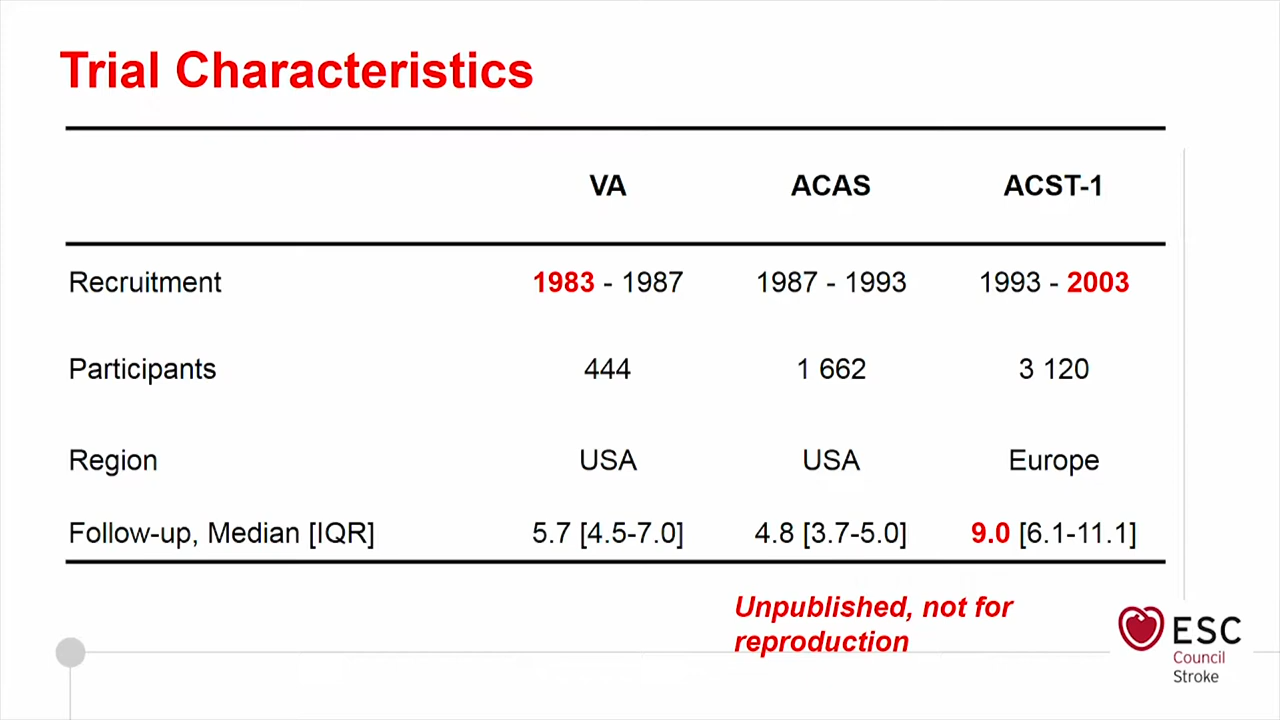 Trial Characteristics
VA ACAS ACST-1
Recruitment 1983 - 1987 1987 - 1993 1993 - 2003
Participants 444 1 662 3 120
Region USA USA Europe
Follow-up, Median [IQR] 5.7 [4.5-7.0] 4.8 [3.7-5.0] 9.0 [6.1-11.1]
Unpublished, not for
reproduction
ESC
Council
Stroke